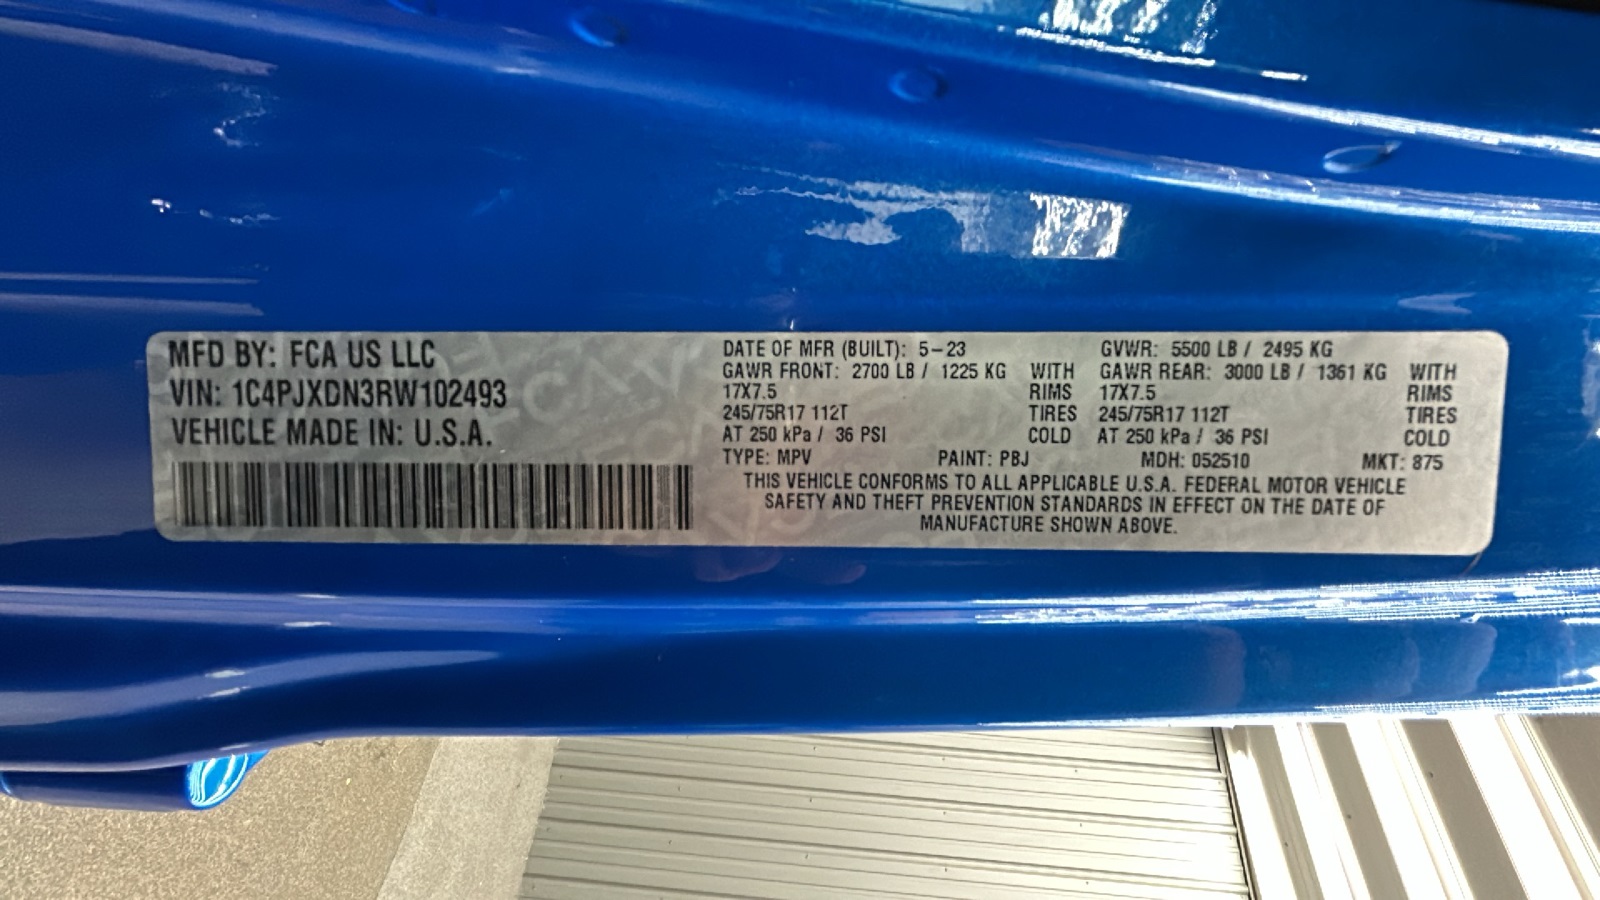 MFD BY: FCA US LLC
VIN: 1C4PJXDN3RW102493
VEHICLE MADE IN: U.S.A.
DATE OF MFR (BUILT): 5-23 GVWR: 5500 LB / 2495 KG
GAWR FRONT: 2700 LB / 1225 KG WITH GAWR REAR: 3000 LB / 1361 KG WITH
17X7.5 RIMS 17X7.5 RIMS
245/75R17 112T TIRES 245/75R17 112T TIRES
AT 250 kPa / 36 PSI COLD AT 250 kPa / 36 PSI COLD
TYPE: MPV PAINT: PBJ MDH: 052510 MKT: 875
THIS VEHICLE CONFORMS TO ALL APPLICABLE U.S.A. FEDERAL MOTOR VEHICLE
SAFETY AND THEFT PREVENTION STANDARDS IN EFFECT ON THE DATE OF
MANUFACTURE SHOWN ABOVE.